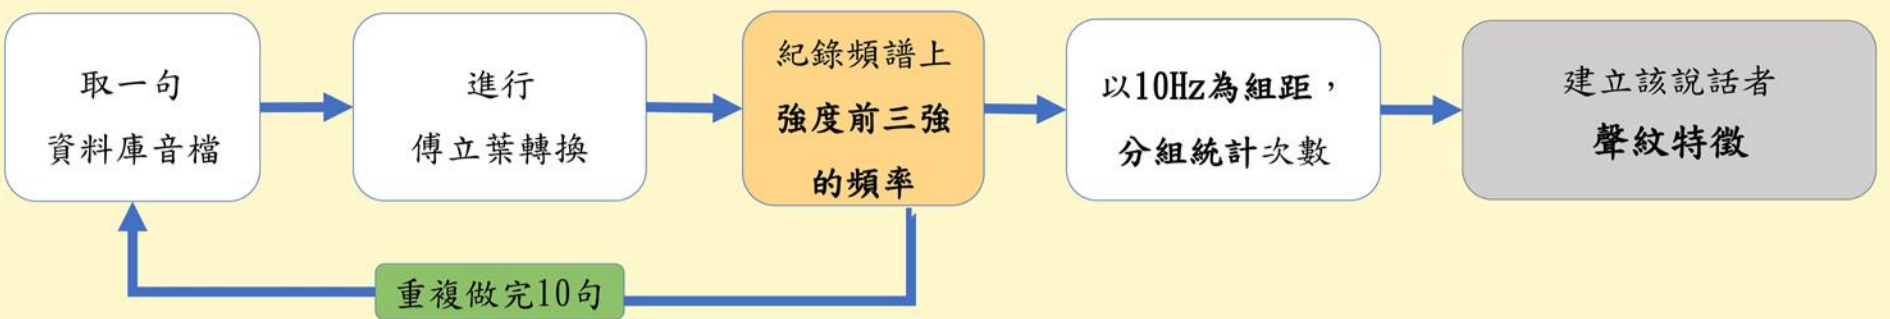 取一句
資料庫音檔
進行
傅立葉轉換
紀錄頻譜上
強度前三強
的頻率
以10Hz為組距，
分組統計次數
建立該說話者
聲紋特徵
重複做完10句